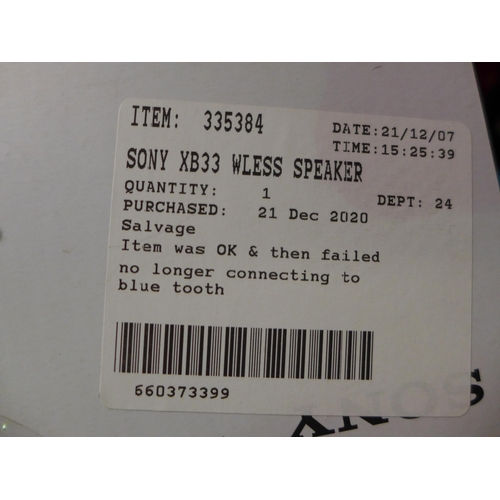 ITEM: 335384
DATE:21/12/07
TIME:15:25:39
SONY XB33 WLESS SPEAKER
QUANTITY: 1
DEPT: 24
PURCHASED: 21 Dec 2020
Salvage
Item was OK & then failed
no longer connecting to
blue tooth
660373399
SONY